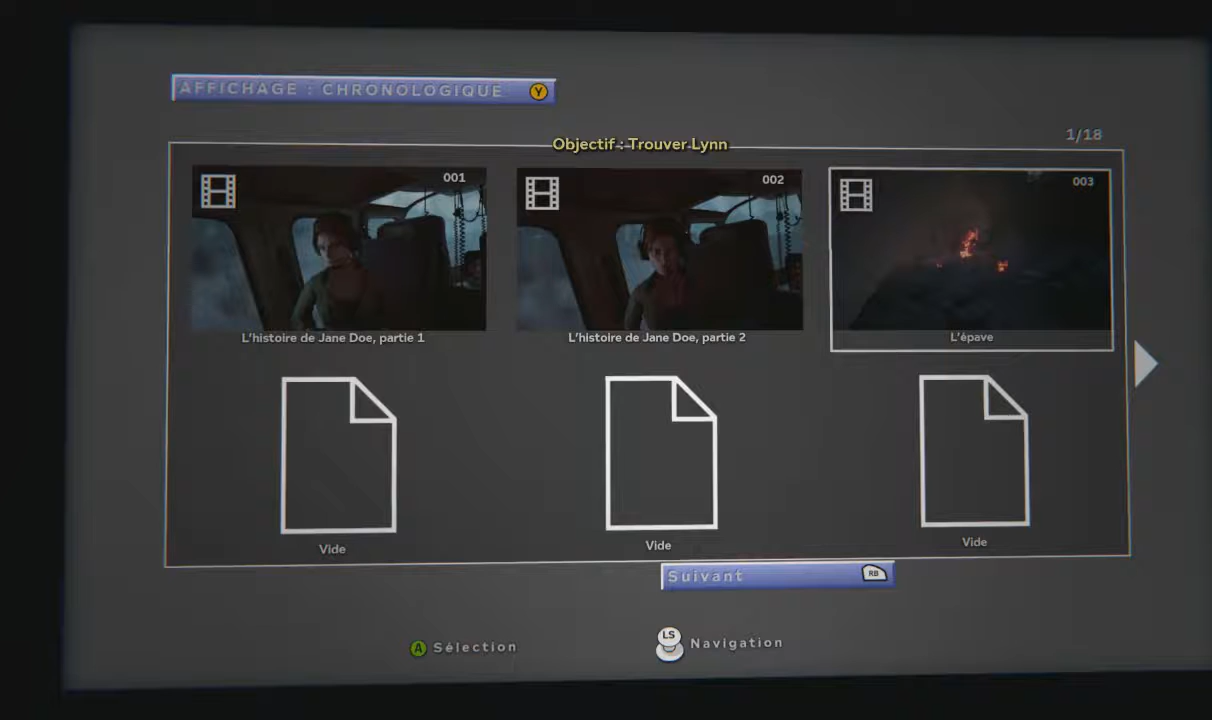 AFFICHAGE : CHRONOLOGIQUE Y
Objectif : Trouver Lynn
1/18
001
002
003
L'histoire de Jane Doe, partie 1
L'histoire de Jane Doe, partie 2
L'épave
Vide
Vide
Vide
Suivant RB
A Sélection
LS Navigation